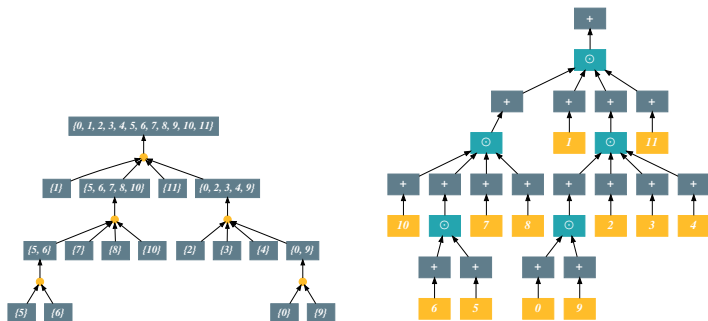 {0, 1, 2, 3, 4, 5, 6, 7, 8, 9, 10, 11}
{1} {5, 6, 7, 8, 10} {11} {0, 2, 3, 4, 9}
{5, 6} {7} {8} {10} {2} {3} {4} {0, 9}
{5} {6} {0} {9}
+
⊙
+ + + +
⊙ 1 ⊙ 11
+ + + + + + + +
10 ⊙ 7 8 ⊙ 2 3 4
+ + + +
6 5 0 9